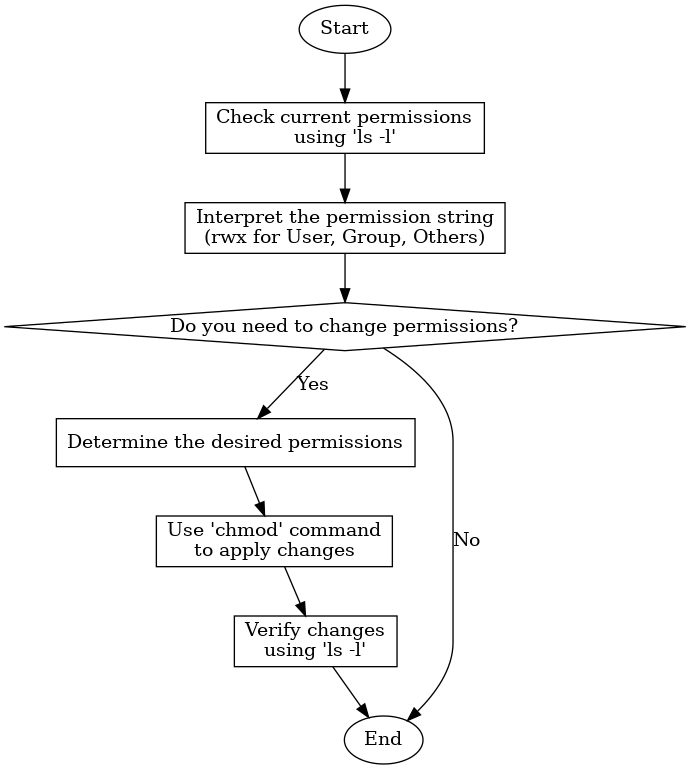 Start
Check current permissions
using 'ls -l'
Interpret the permission string
(rwx for User, Group, Others)
Do you need to change permissions?
Yes
Determine the desired permissions
Use 'chmod' command
to apply changes
No
Verify changes
using 'ls -l'
End